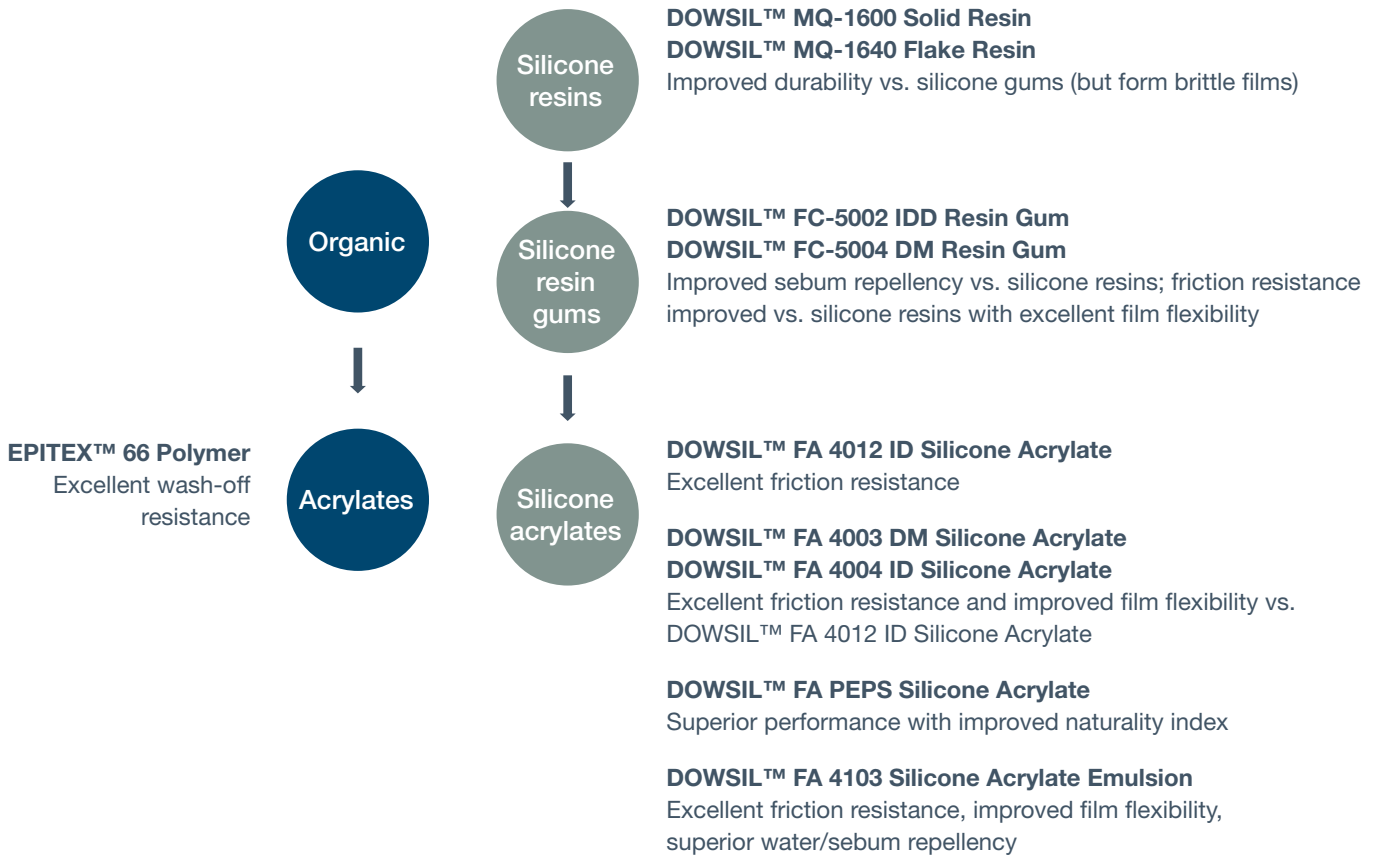 Silicone
resins
DOWSIL™ MQ-1600 Solid Resin
DOWSIL™ MQ-1640 Flake Resin
Improved durability vs. silicone gums (but form brittle films)
Organic
Silicone
resin
gums
DOWSIL™ FC-5002 IDD Resin Gum
DOWSIL™ FC-5004 DM Resin Gum
Improved sebum repellency vs. silicone resins; friction resistance
improved vs. silicone resins with excellent film flexibility
EPITEX™ 66 Polymer
Excellent wash-off
resistance
Acrylates
Silicone
acrylates
DOWSIL™ FA 4012 ID Silicone Acrylate
Excellent friction resistance
DOWSIL™ FA 4003 DM Silicone Acrylate
DOWSIL™ FA 4004 ID Silicone Acrylate
Excellent friction resistance and improved film flexibility vs.
DOWSIL™ FA 4012 ID Silicone Acrylate
DOWSIL™ FA PEPS Silicone Acrylate
Superior performance with improved naturality index
DOWSIL™ FA 4103 Silicone Acrylate Emulsion
Excellent friction resistance, improved film flexibility,
superior water/sebum repellency